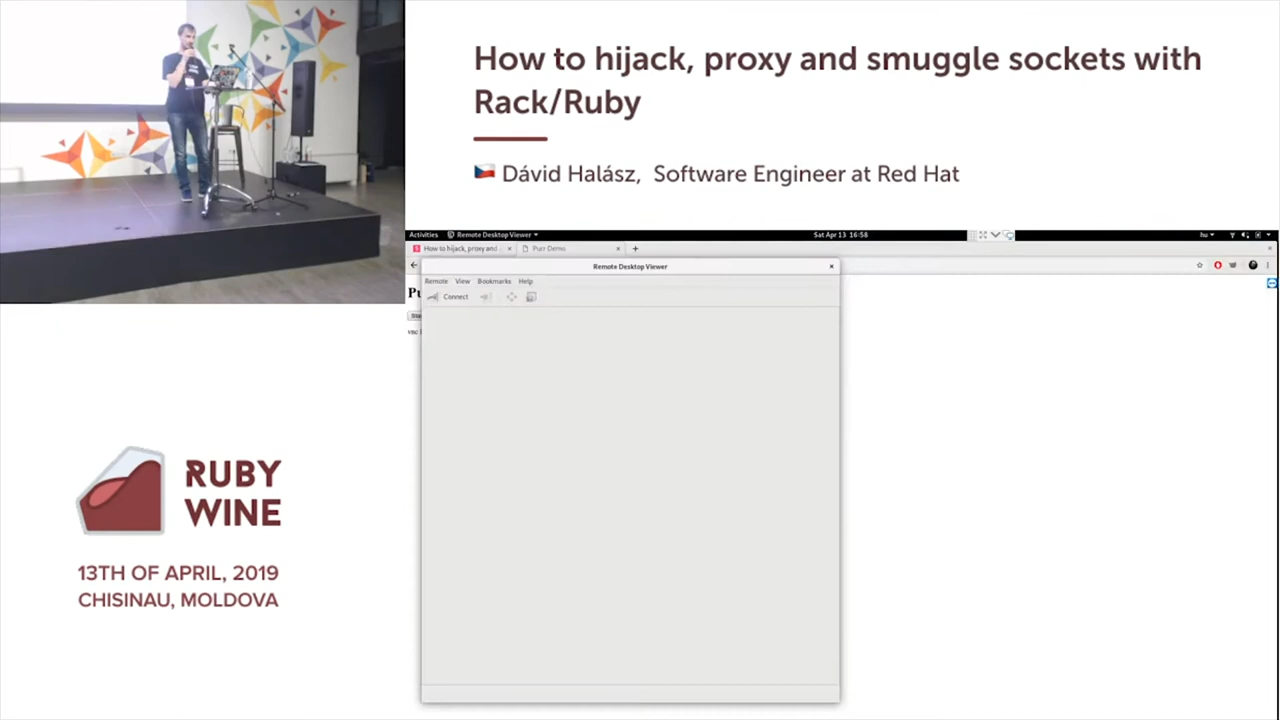 How to hijack, proxy and smuggle sockets with
Rack/Ruby
Dávid Halász, Software Engineer at Red Hat
Activities Remote Desktop Viewer Sat Apr 13 16:58 hu
How to hijack, proxy and × Purr Demo × +
Remote Desktop Viewer ×
Remote View Bookmarks Help
Connect
RUBY
WINE
13TH OF APRIL, 2019
CHISINAU, MOLDOVA